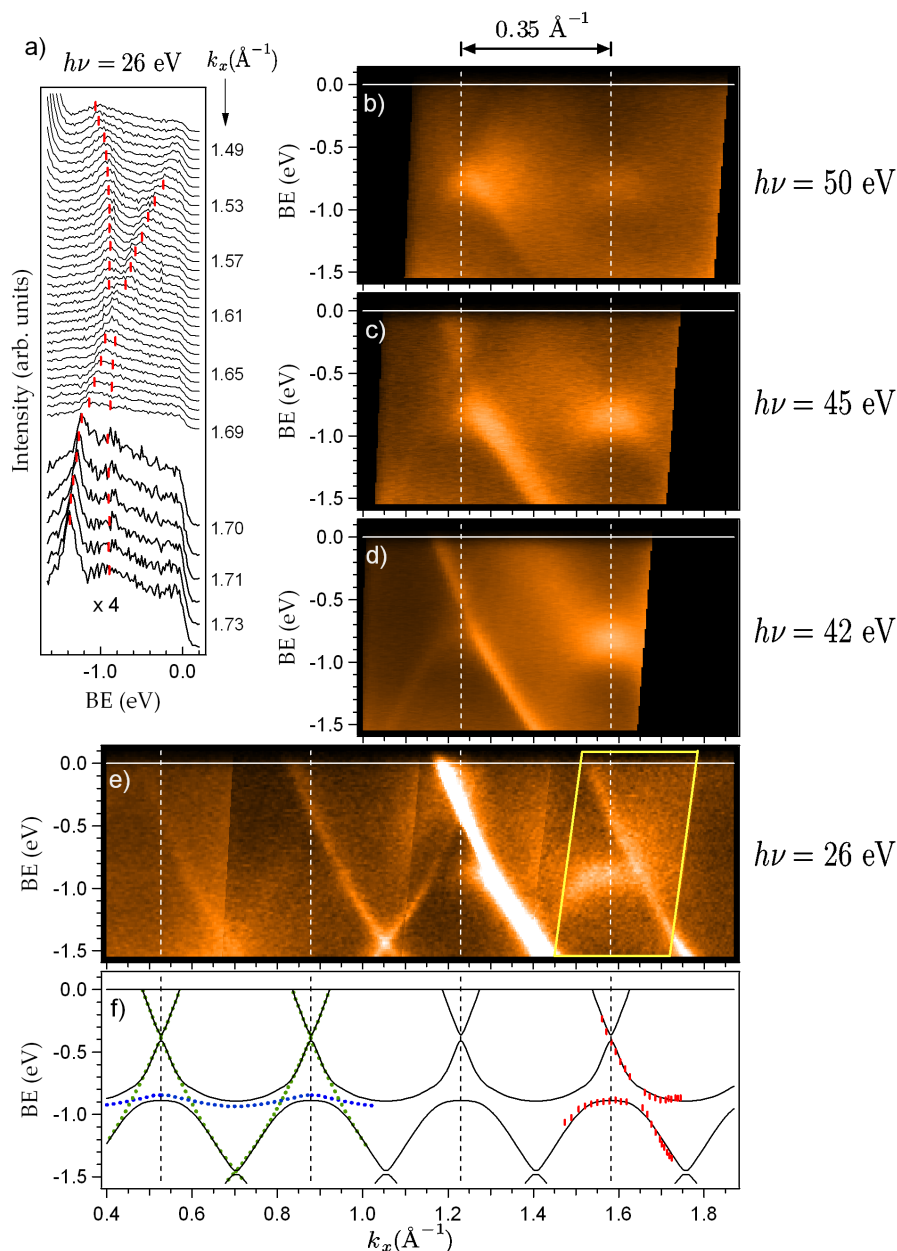 a)
hν = 26 eV
k_x(Å⁻¹)
1.49
1.53
1.57
1.61
1.65
1.69
1.70
1.71
1.73
x 4
Intensity (arb. units)
-1.0 0.0
BE (eV)
0.35 Å⁻¹
b)
0.0
-0.5
-1.0
-1.5
BE (eV)
hν = 50 eV
c)
0.0
-0.5
-1.0
-1.5
BE (eV)
hν = 45 eV
d)
0.0
-0.5
-1.0
-1.5
BE (eV)
hν = 42 eV
e)
0.0
-0.5
-1.0
-1.5
BE (eV)
hν = 26 eV
f)
0.0
-0.5
-1.0
-1.5
BE (eV)
0.4 0.6 0.8 1.0 1.2 1.4 1.6 1.8
k_x(Å⁻¹)